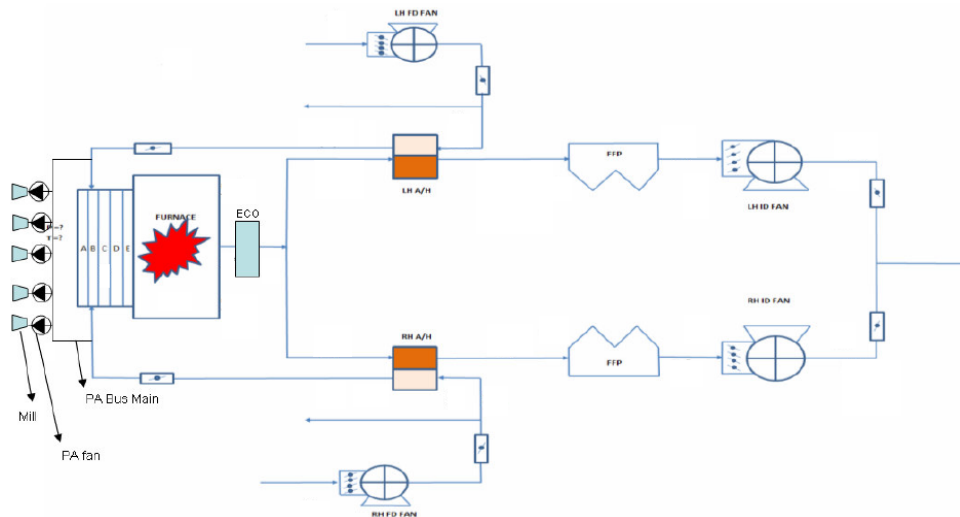 LH FD FAN
LH A/H
FFP
LH ID FAN
ECO
FURNACE
=?
T =?
A B C D E
RH A/H
FFP
RH ID FAN
PA Bus Main
Mill
PA fan
RH FD FAN